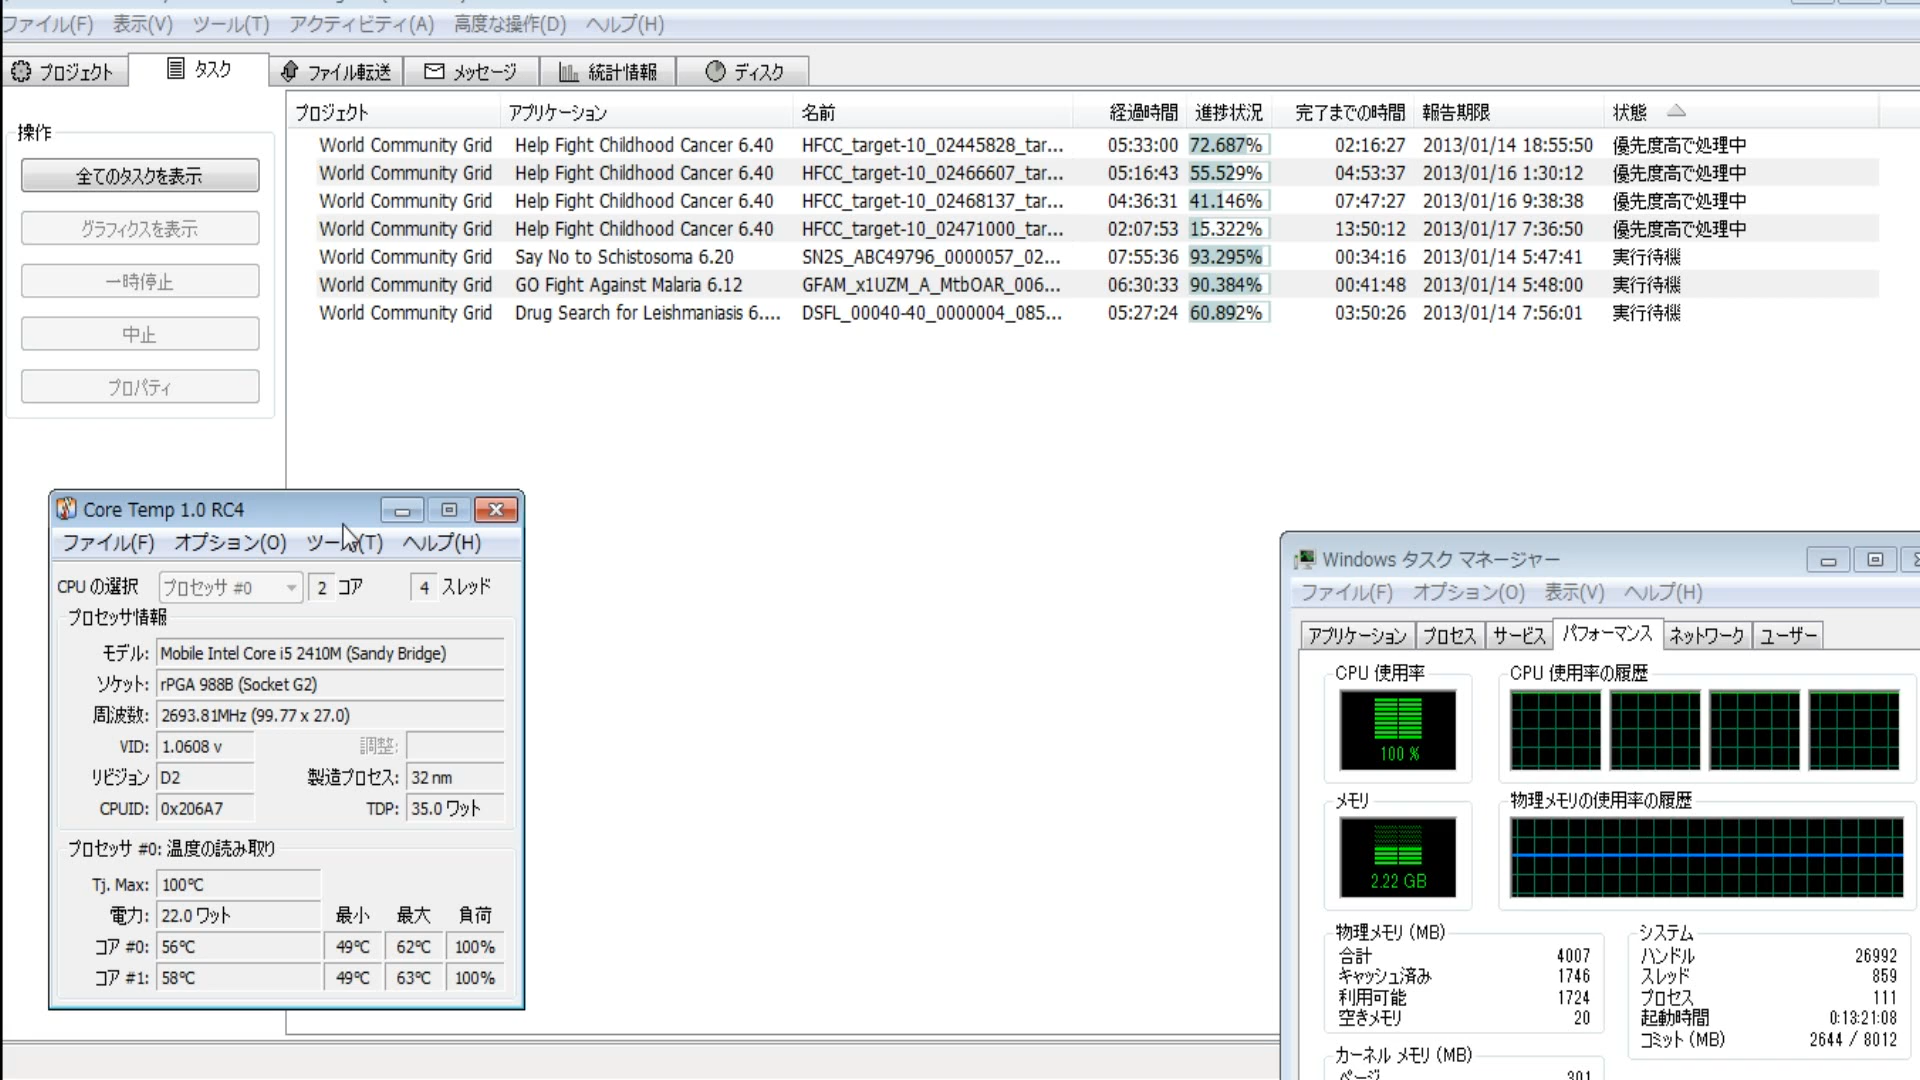 ファイル(F) 表示(V) ツール(T) アクティビティ(A) 高度な操作(D) ヘルプ(H)
プロジェクト タスク ファイル転送 メッセージ 統計情報 ディスク
操作
全てのタスクを表示
グラフィクスを表示
一時停止
中止
プロパティ
プロジェクト アプリケーション 名前 経過時間 進捗状況 完了までの時間 報告期限 状態
World Community Grid Help Fight Childhood Cancer 6.40 HFCC_target-10_02445828_tar... 05:33:00 72.687% 02:16:27 2013/01/14 18:55:50 優先度高で処理中
World Community Grid Help Fight Childhood Cancer 6.40 HFCC_target-10_02466607_tar... 05:16:43 55.529% 04:53:37 2013/01/16 1:30:12 優先度高で処理中
World Community Grid Help Fight Childhood Cancer 6.40 HFCC_target-10_02468137_tar... 04:36:31 41.146% 07:47:27 2013/01/16 9:38:38 優先度高で処理中
World Community Grid Help Fight Childhood Cancer 6.40 HFCC_target-10_02471000_tar... 02:07:53 15.322% 13:50:12 2013/01/17 7:36:50 優先度高で処理中
World Community Grid Say No to Schistosoma 6.20 SN2S_ABC49796_0000057_02... 07:55:36 93.295% 00:34:16 2013/01/14 5:47:41 実行待機
World Community Grid GO Fight Against Malaria 6.12 GFAM_x1UZM_A_MtbOAR_006... 06:30:33 90.384% 00:41:48 2013/01/14 5:48:00 実行待機
World Community Grid Drug Search for Leishmaniasis 6.... DSFL_00040-40_0000004_085... 05:27:24 60.892% 03:50:26 2013/01/14 7:56:01 実行待機
Core Temp 1.0 RC4
ファイル(F) オプション(O) ツール(T) ヘルプ(H)
CPU の選択 プロセッサ #0 2 コア 4 スレッド
プロセッサ情報
モデル: Mobile Intel Core i5 2410M (Sandy Bridge)
ソケット: rPGA 988B (Socket G2)
周波数: 2693.81MHz (99.77 x 27.0)
VID: 1.0608 v 調整:
リビジョン D2 製造プロセス: 32 nm
CPUID: 0x206A7 TDP: 35.0 ワット
プロセッサ #0: 温度の読み取り
Tj. Max: 100℃
電力: 22.0 ワット 最小 最大 負荷
コア #0: 56℃ 49℃ 62℃ 100%
コア #1: 58℃ 49℃ 63℃ 100%
Windows タスク マネージャー
ファイル(F) オプション(O) 表示(V) ヘルプ(H)
アプリケーション プロセス サービス パフォーマンス ネットワーク ユーザー
CPU 使用率 CPU 使用率の履歴
100 %
メモリ 物理メモリの使用率の履歴
2.22 GB
物理メモリ (MB)
合計 4007
キャッシュ済み 1746
利用可能 1724
空きメモリ 20
システム
ハンドル 26992
スレッド 859
プロセス 111
起動時間 0:13:21:08
コミット (MB) 2644 / 8012
カーネル メモリ (MB)
ページ 301